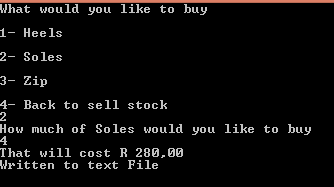 What would you like to buy
1- Heels
2- Soles
3- Zip
4- Back to sell stock
2
How much of Soles would you like to buy
4
That will cost R 280,00
Written to text File